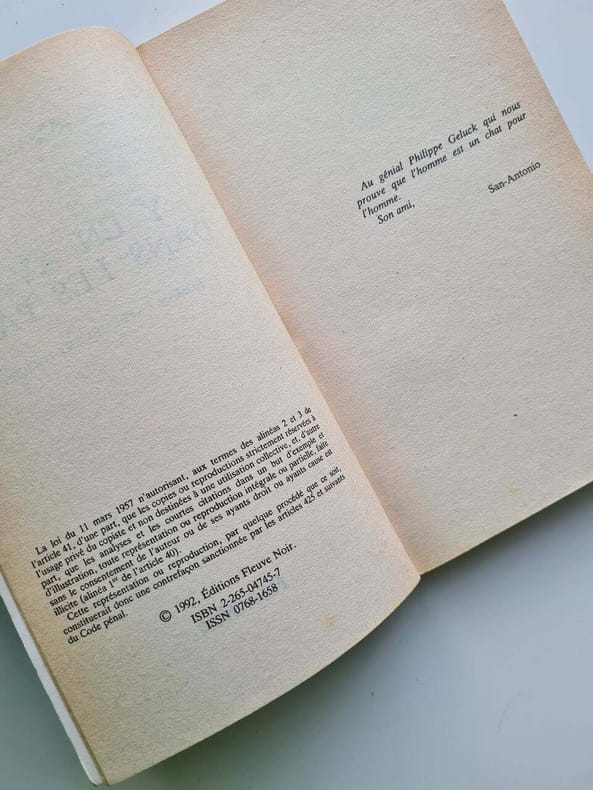 La loi du 11 mars 1957 n'autorisant, aux termes des alinéas 2 et 3 de
l'article 41, d'une part, que les copies ou reproductions strictement réservées à
l'usage privé du copiste et non destinées à une utilisation collective, et, d'autre
part, que les analyses et les courtes citations dans un but d'exemple et
d'illustration, toute représentation ou reproduction intégrale ou partielle, faite
sans le consentement de l'auteur ou de ses ayants droit ou ayants cause est
illicite (alinéa 1er de l'article 40).
Cette représentation ou reproduction, par quelque procédé que ce soit,
constituerait donc une contrefaçon sanctionnée par les articles 425 et suivants
du Code pénal.
© 1992, Éditions Fleuve Noir.
ISBN 2-265-04745-7
ISSN 0768-1658
Au génial Philippe Geluck qui nous
prouve que l'homme est un chat pour
l'homme.
Son ami,
San-Antonio